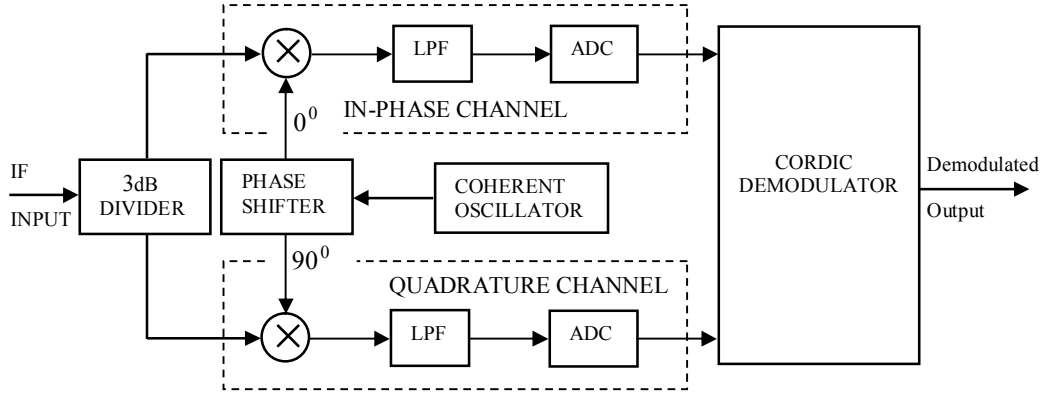 LPF
ADC
IN-PHASE CHANNEL
0⁰
IF
INPUT
3dB
DIVIDER
PHASE
SHIFTER
COHERENT
OSCILLATOR
CORDIC
DEMODULATOR
Demodulated
Output
90⁰
QUADRATURE CHANNEL
LPF
ADC